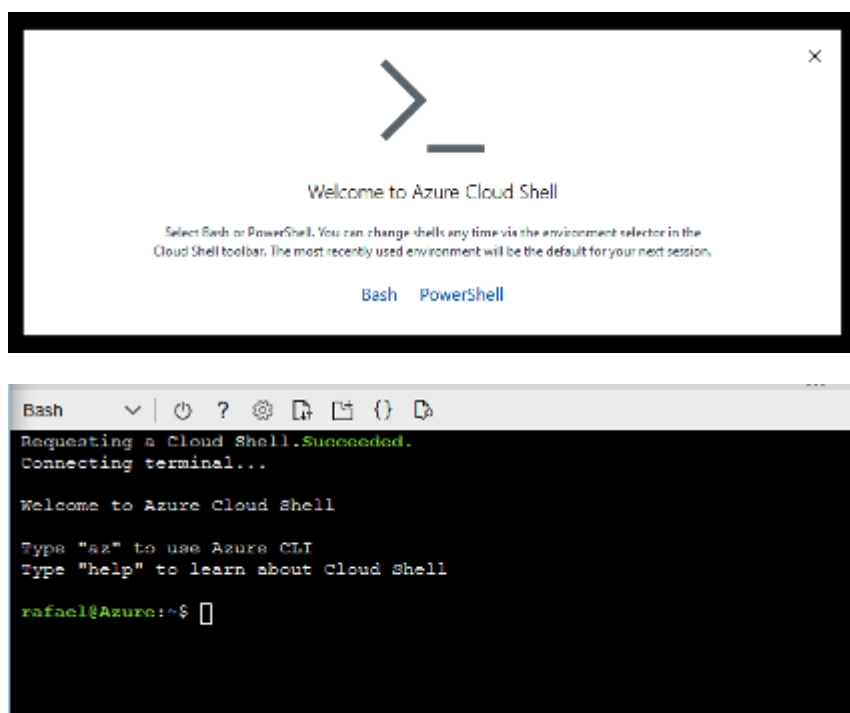 Welcome to Azure Cloud Shell
Select Bash or PowerShell. You can change shells any time via the environment selector in the
Cloud Shell toolbar. The most recently used environment will be the default for your next session.
Bash PowerShell
Bash
Requesting a Cloud Shell.Succeeded.
Connecting terminal...
Welcome to Azure Cloud Shell
Type "az" to use Azure CLI
Type "help" to learn about Cloud Shell
rafael@Azure:~$